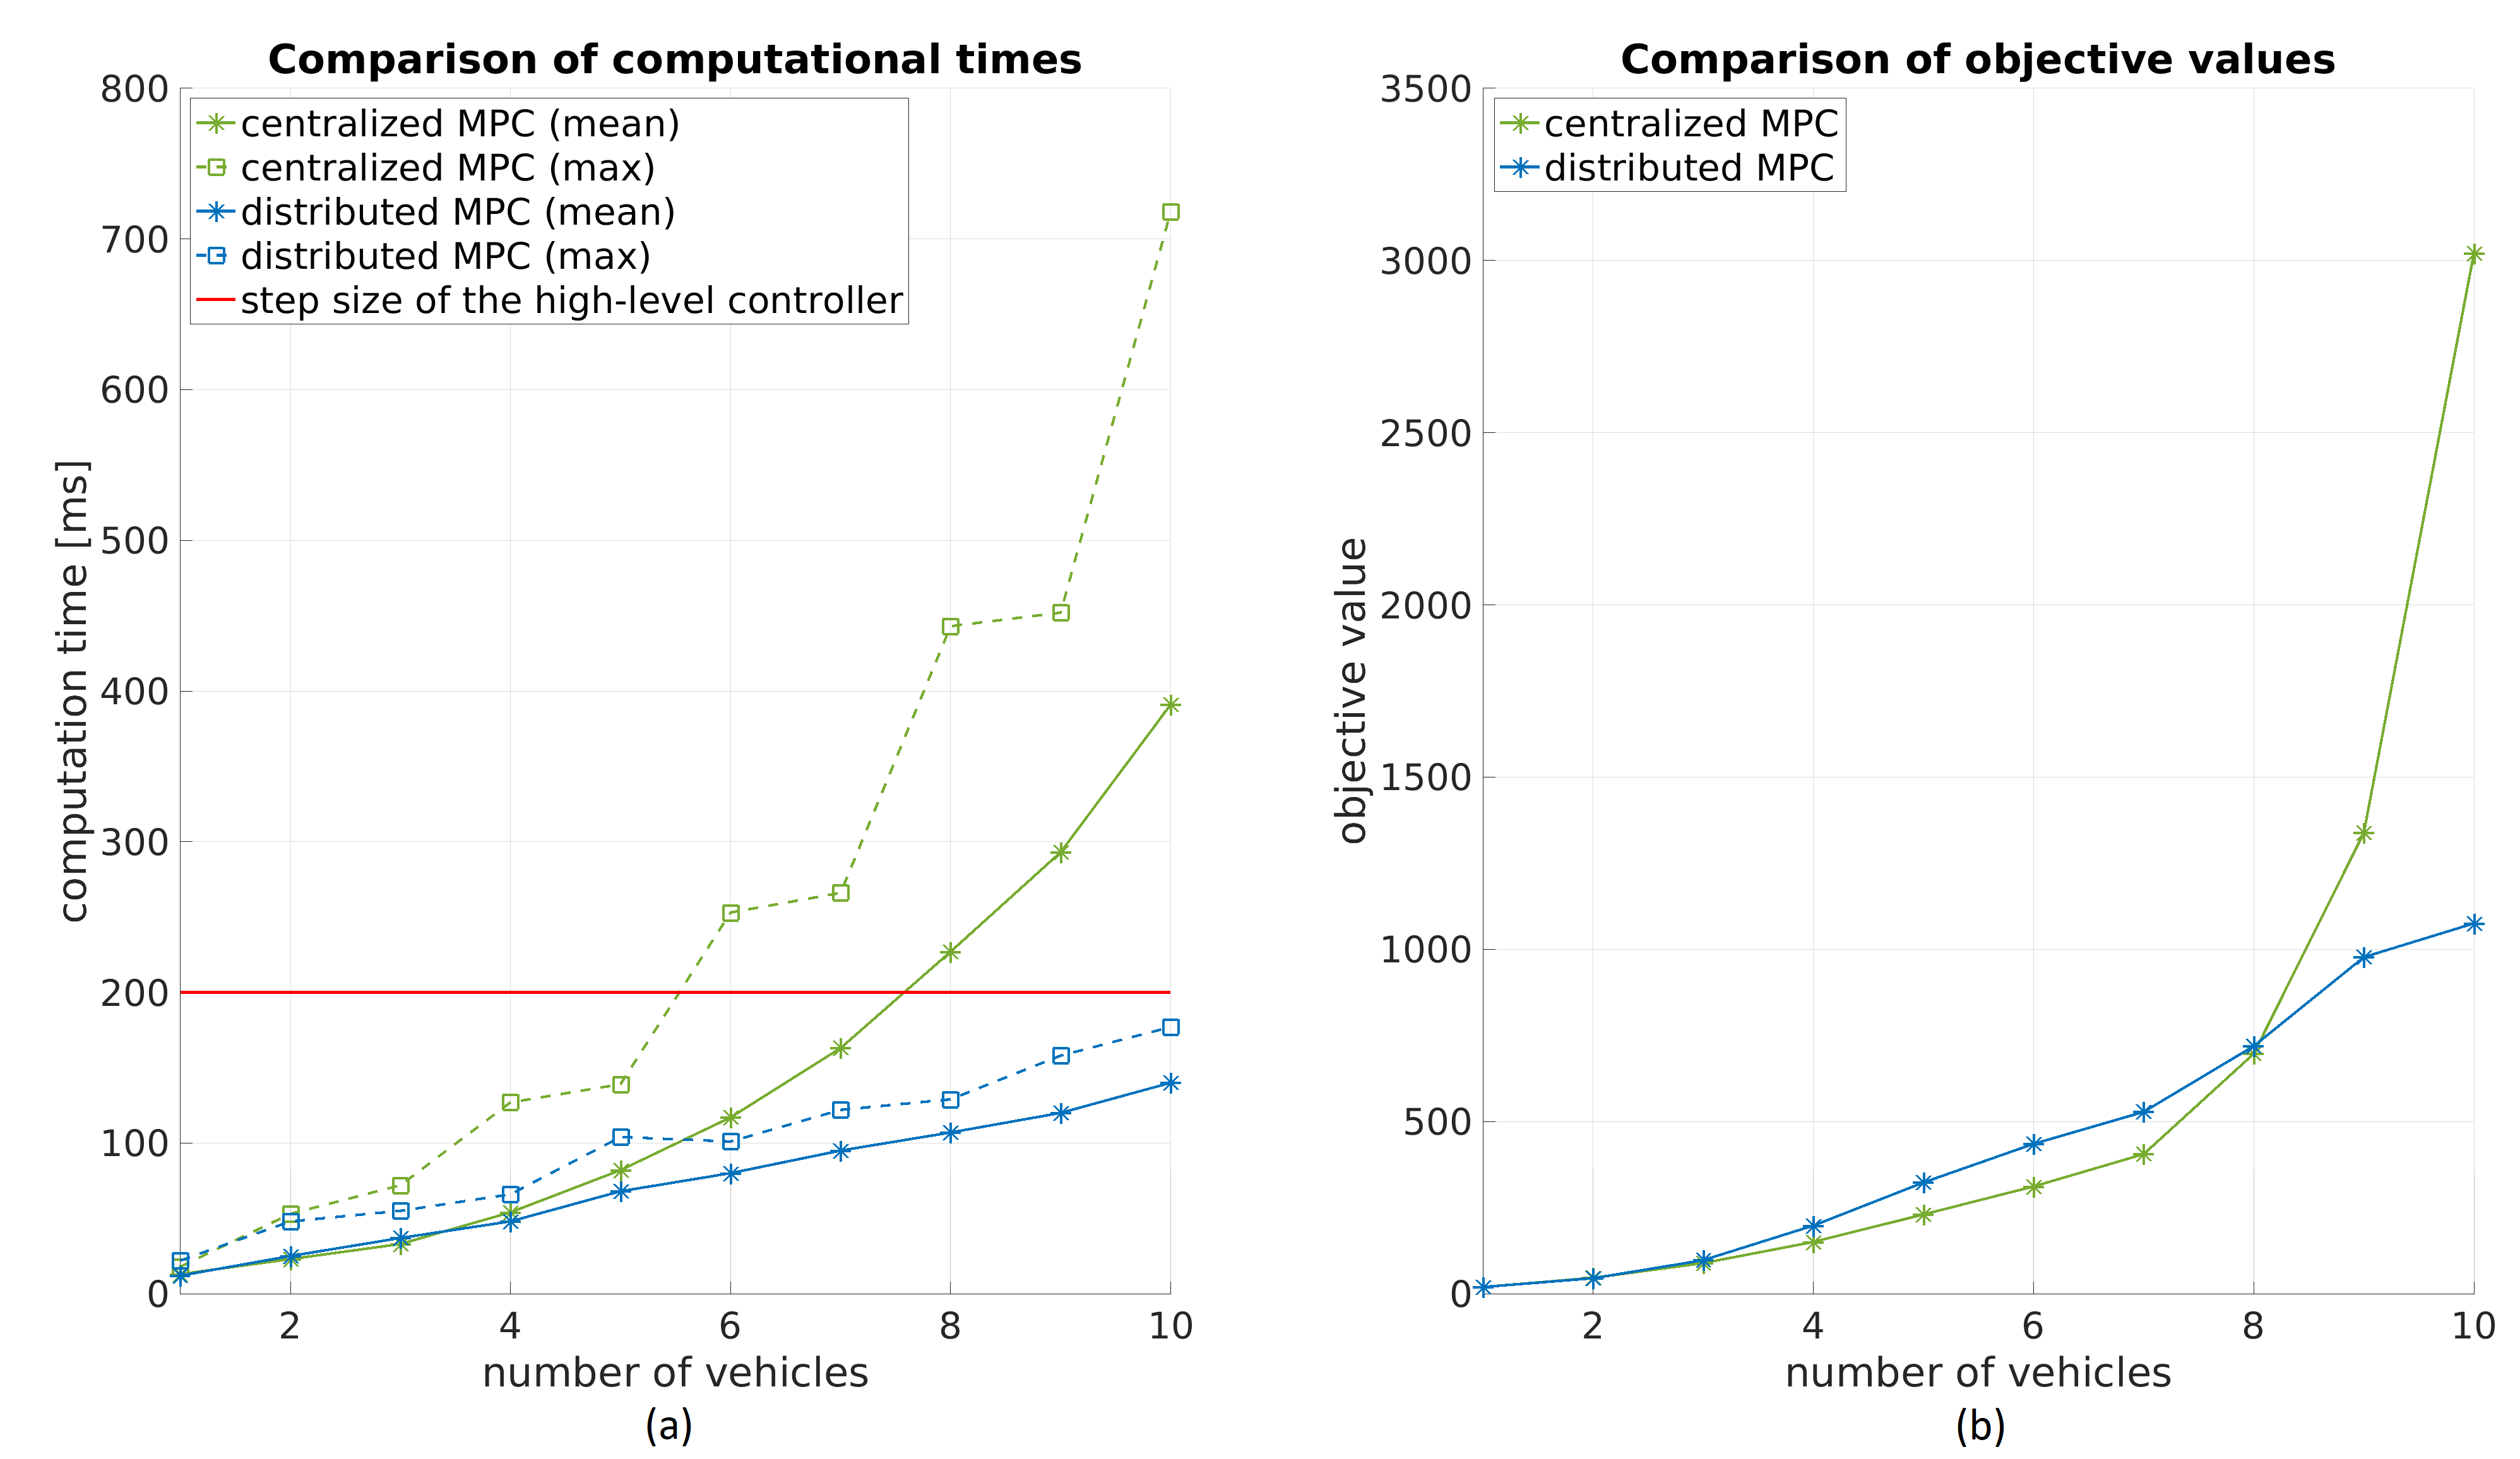 Comparison of computational times
800
700
600
500
400
300
200
100
0
computation time [ms]
centralized MPC (mean)
centralized MPC (max)
distributed MPC (mean)
distributed MPC (max)
step size of the high-level controller
2 4 6 8 10
number of vehicles
(a)
Comparison of objective values
3500
3000
2500
2000
1500
1000
500
0
objective value
centralized MPC
distributed MPC
2 4 6 8 10
number of vehicles
(b)